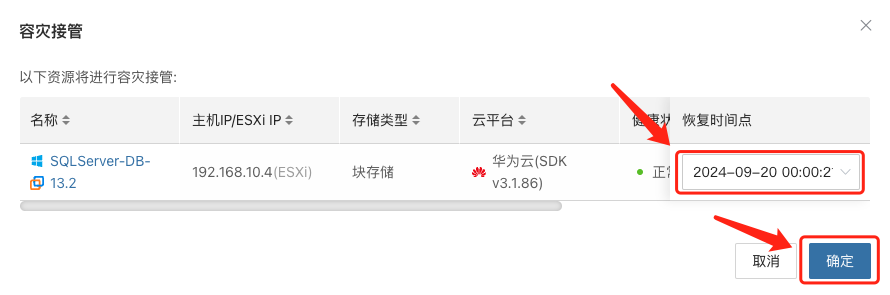 容灾接管
以下资源将进行容灾接管:
名称 主机IP/ESXi IP 存储类型 云平台 健康状 恢复时间点
SQLServer-DB- 192.168.10.4(ESXi) 块存储 华为云(SDK 正常 2024-09-20 00:00:2
13.2 v3.1.86)
取消 确定